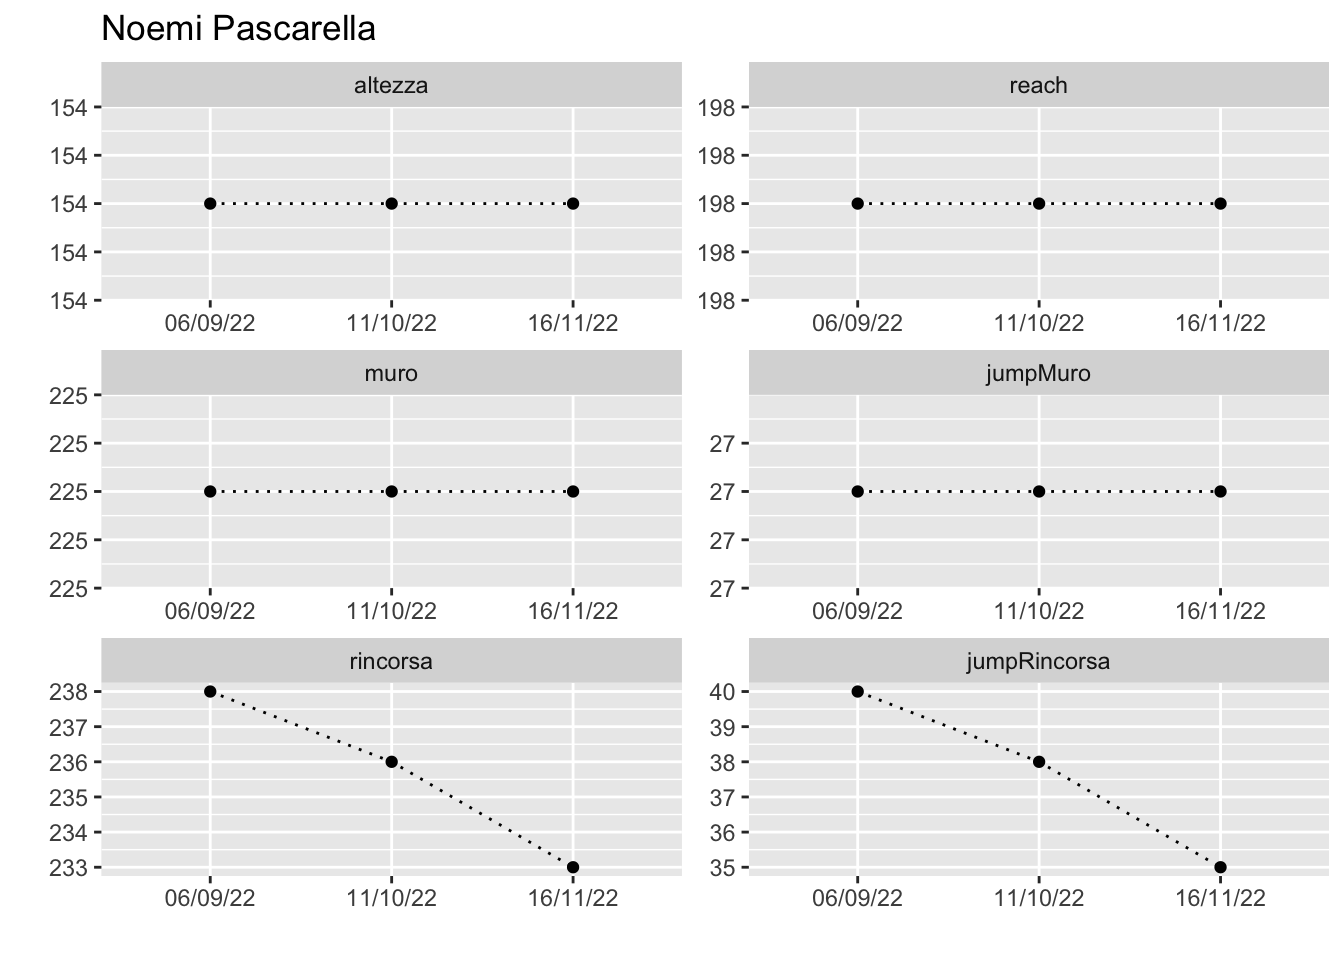 Noemi Pascarella
altezza
154
154
154
154
154
06/09/22 11/10/22 16/11/22
reach
198
198
198
198
198
06/09/22 11/10/22 16/11/22
muro
225
225
225
225
225
06/09/22 11/10/22 16/11/22
jumpMuro
27
27
27
27
06/09/22 11/10/22 16/11/22
rincorsa
238
237
236
235
234
233
06/09/22 11/10/22 16/11/22
jumpRincorsa
40
39
38
37
36
35
06/09/22 11/10/22 16/11/22